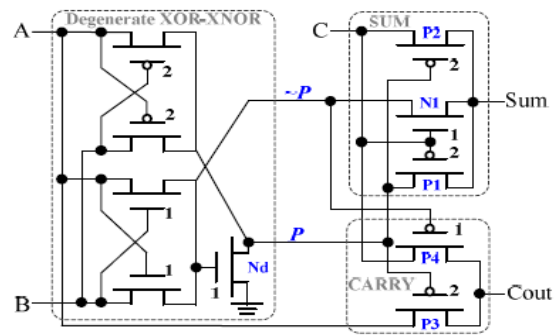 Degenerate XOR-XNOR
SUM
A
C
P2
2
2
~P
N1
Sum
2
1
2
P1
1
P
1
P4
1
Nd
1
CARRY
2
Cout
B
P3